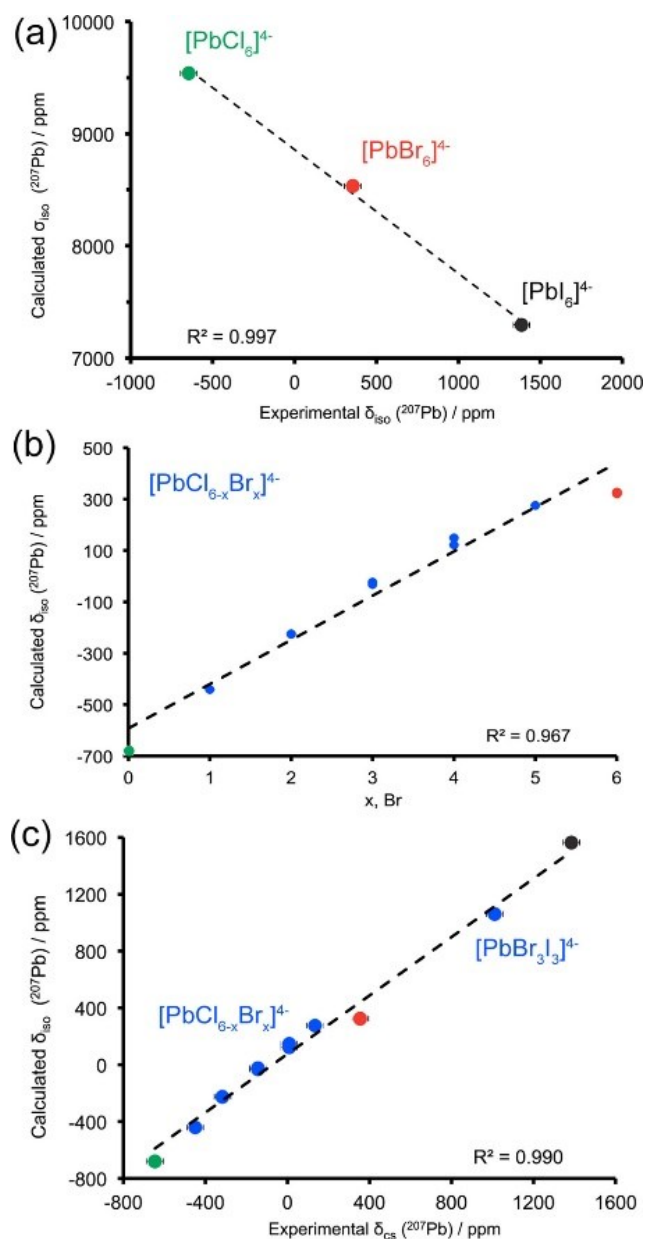 (a)
10000
9000
8000
7000
Calculated σiso (²⁰⁷Pb) / ppm
[PbCl₆]⁴⁻
[PbBr₆]⁴⁻
[PbI₆]⁴⁻
R² = 0.997
-1000 -500 0 500 1000 1500 2000
Experimental δiso (²⁰⁷Pb) / ppm
(b)
500
300
100
-100
-300
-500
-700
Calculated δiso (²⁰⁷Pb) / ppm
[PbCl₆₋ₓBrₓ]⁴⁻
R² = 0.967
0 1 2 3 4 5 6
x, Br
(c)
1600
1200
800
400
0
-400
-800
Calculated δiso (²⁰⁷Pb) / ppm
[PbBr₃I₃]⁴⁻
[PbCl₆₋ₓBrₓ]⁴⁻
R² = 0.990
-800 -400 0 400 800 1200 1600
Experimental δcs (²⁰⁷Pb) / ppm